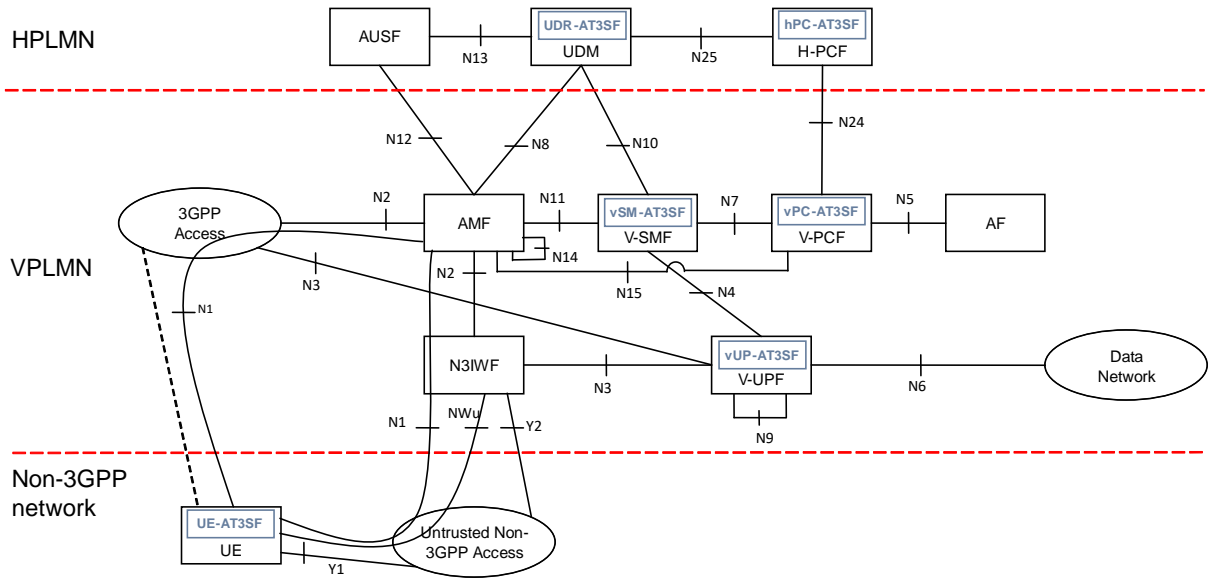 HPLMN
AUSF
N13
UDR-AT3SF
UDM
N25
hPC-AT3SF
H-PCF
N12
N8
N10
N24
VPLMN
3GPP
Access
N2
AMF
N11
vSM-AT3SF
V-SMF
N7
vPC-AT3SF
V-PCF
N5
AF
N14
N2
N3
N15
N4
N1
N3IWF
N3
vUP-AT3SF
V-UPF
N6
Data
Network
N1
NWu
Y2
N9
Non-3GPP
network
UE-AT3SF
UE
Untrusted Non-
3GPP Access
Y1